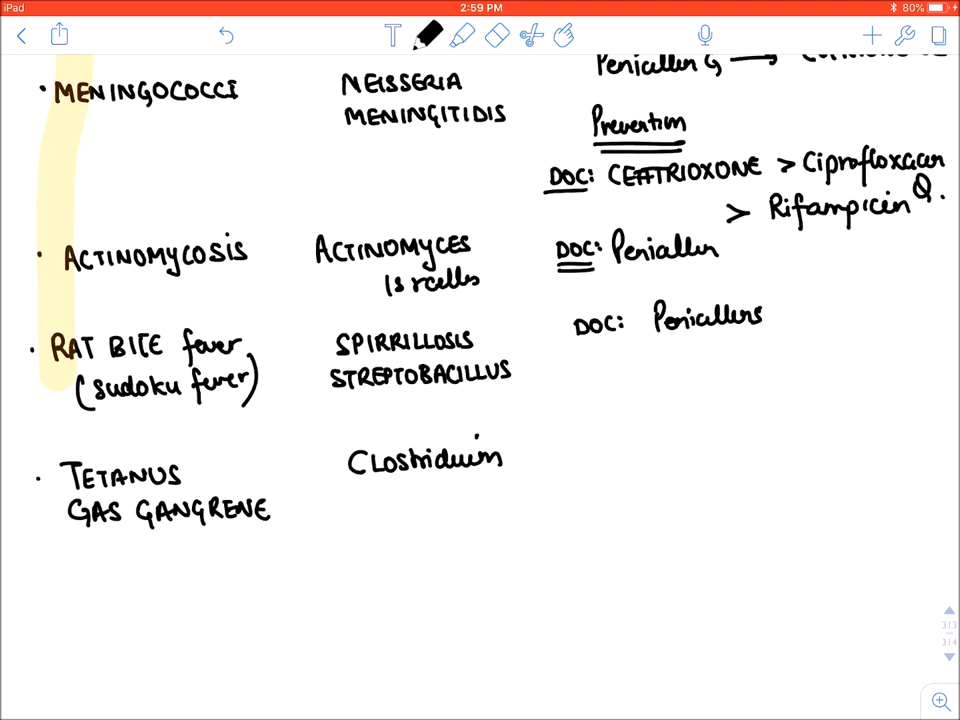 iPad 2:59 PM 80%
T
Penicillin G →
• MENINGOCOCCI NEISSERIA
MENINGITIDIS
Prevention
DOC: CEFTRIOXONE > Ciprofloxacin
> Rifampicin Q.
• ACTINOMYCOSIS ACTINOMYCES
Israelles
DOC: Penicillin
• RAT BITE fever SPIRRILLOSIS DOC: Penicillins
(Sudoku fever) STREPTOBACILLUS
• TETANUS Clostridium
GAS GANGRENE
313
314